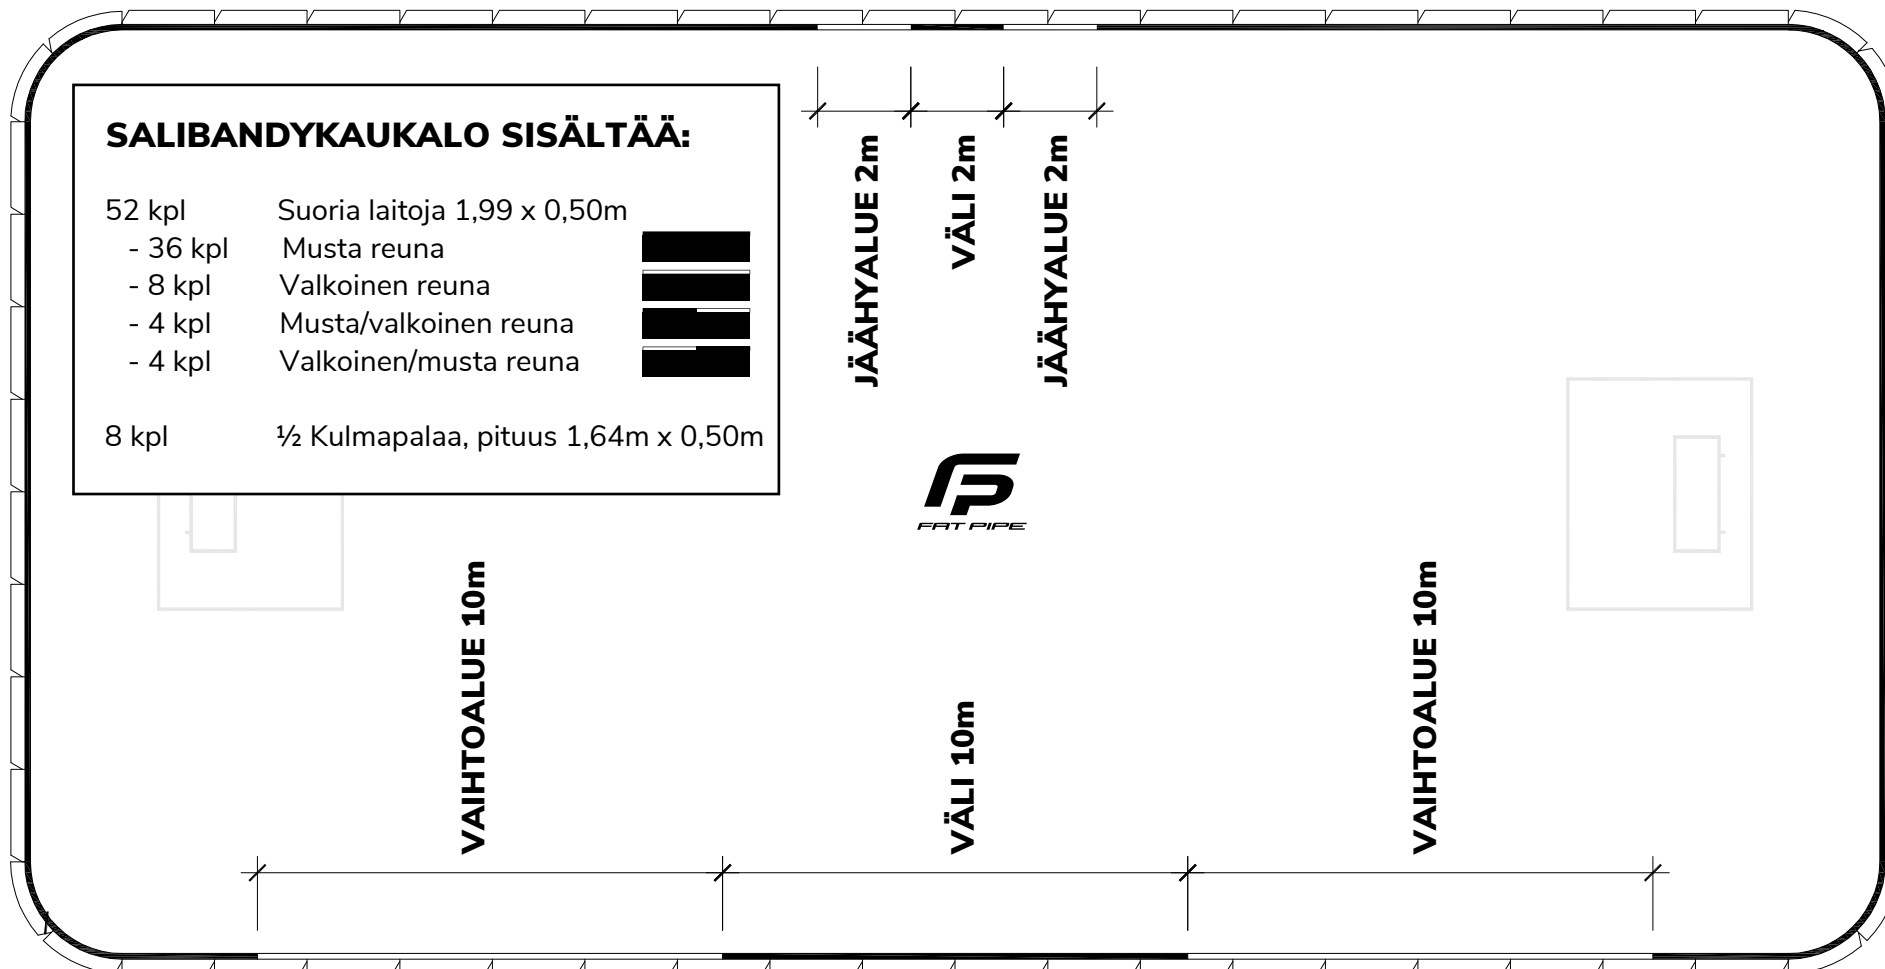 SALIBANDYKAUKALO SISÄLTÄÄ:
52 kpl Suoria laitoja 1,99 x 0,50m
- 36 kpl Musta reuna
- 8 kpl Valkoinen reuna
- 4 kpl Musta/valkoinen reuna
- 4 kpl Valkoinen/musta reuna
8 kpl ½ Kulmapalaa, pituus 1,64m x 0,50m
JÄÄHYALUE 2m
VÄLI 2m
JÄÄHYALUE 2m
FAT PIPE
VAIHTOALUE 10m
VÄLI 10m
VAIHTOALUE 10m